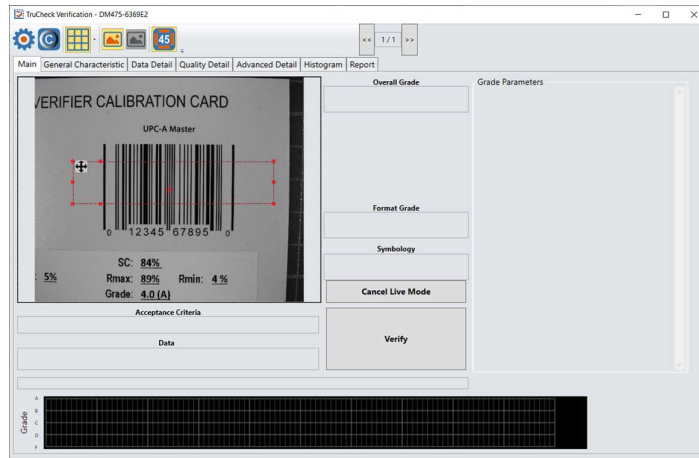 TruCheck Verification - DM475-6369E2
C
45
<< 1 / 1 >>
Main General Characteristic Data Detail Quality Detail Advanced Detail Histogram Report
VERIFIER CALIBRATION CARD
UPC-A Master
0 12345 67895 0
SC: 84%
: 5% Rmax: 89% Rmin: 4 %
Grade: 4.0 (A)
Overall Grade
Format Grade
Symbology
Cancel Live Mode
Verify
Grade Parameters
Acceptance Criteria
Data
Grade
A
B
C
D
F